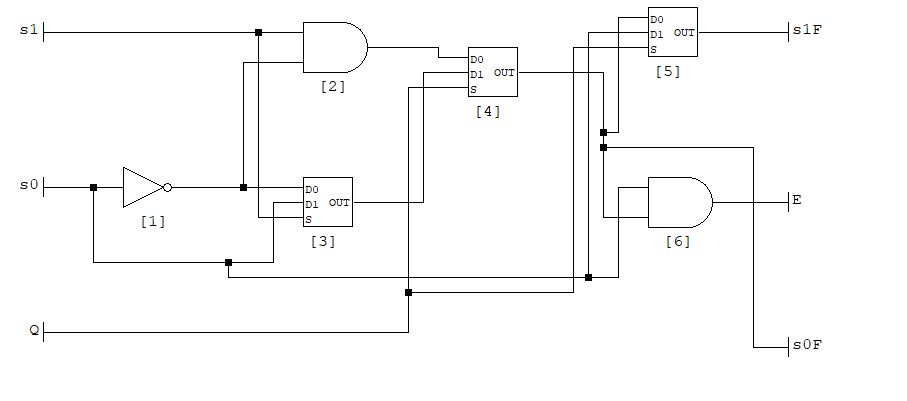 s1
D0
D1 OUT
S
s1F
[2]
D0
D1 OUT
S
[5]
[4]
s0
D0
D1 OUT
S
E
[1]
[3]
[6]
Q
s0F